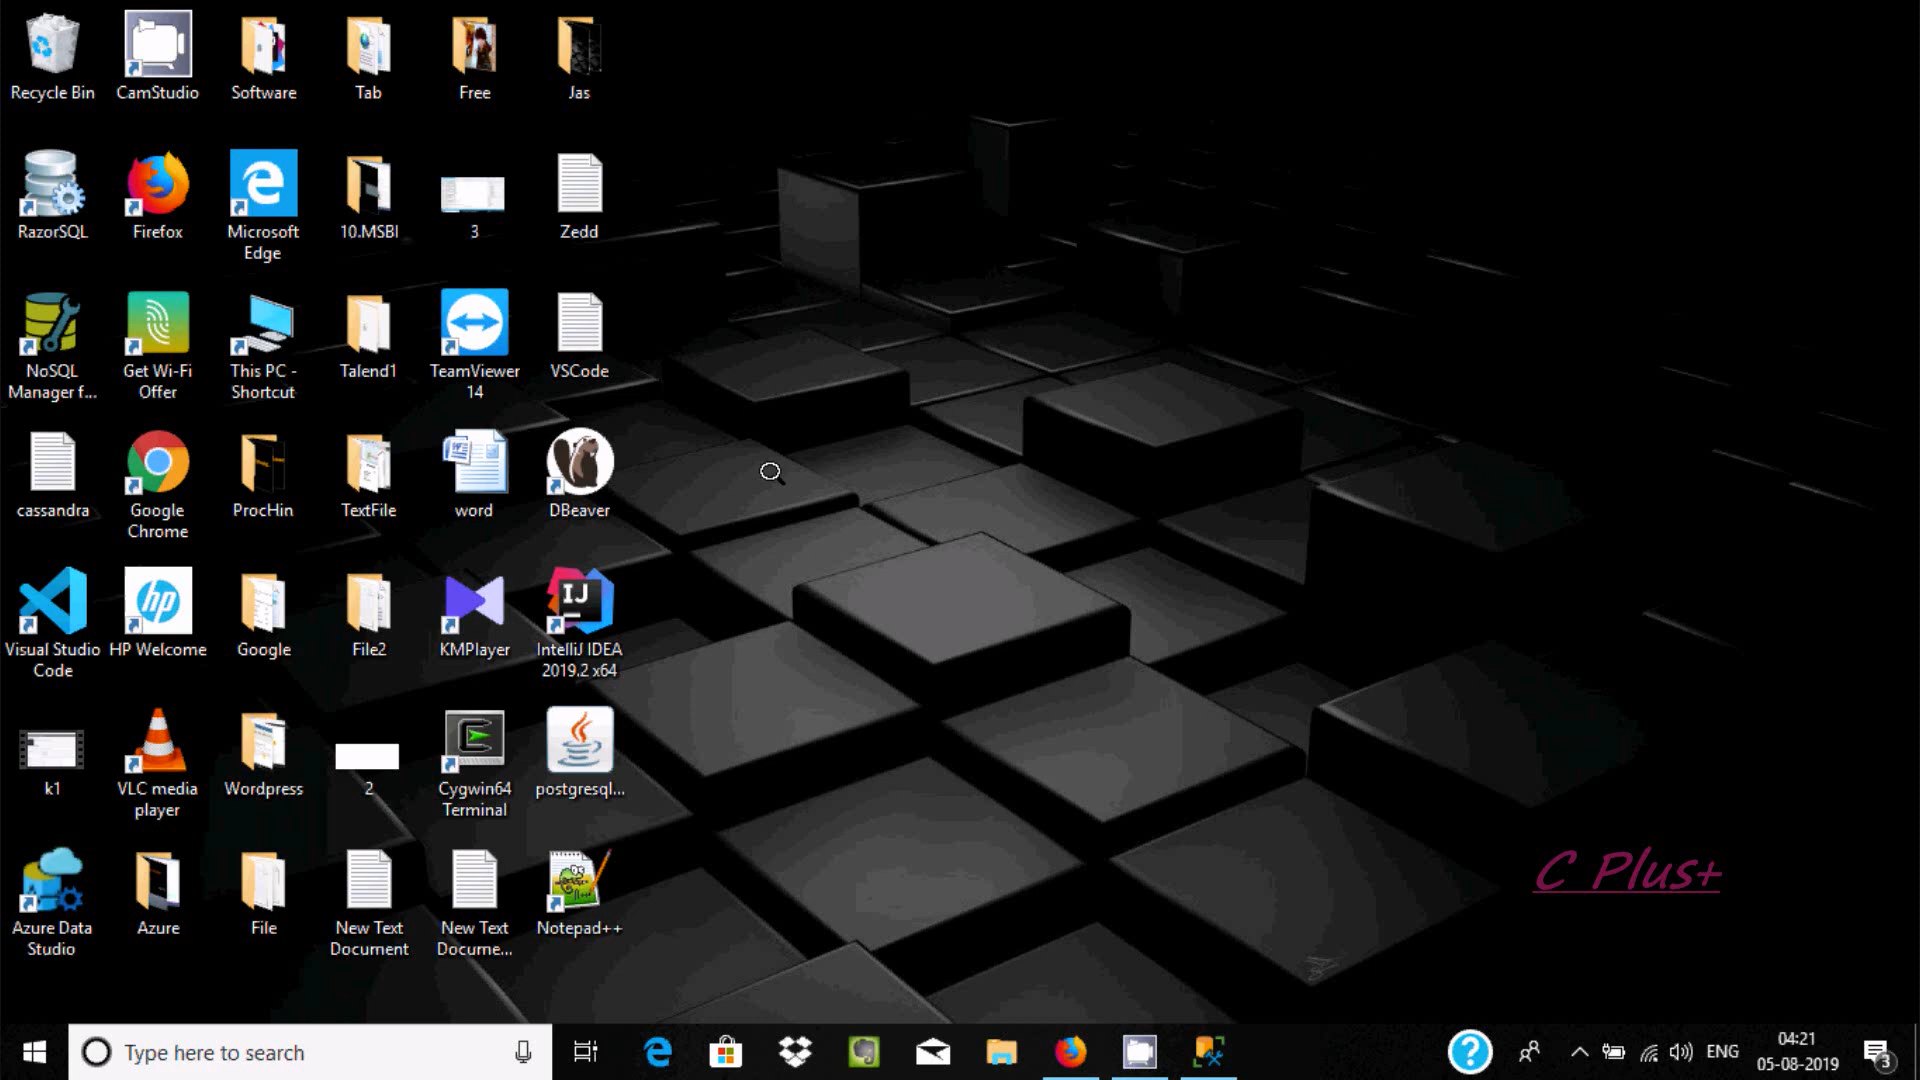 Recycle Bin
CamStudio
Software
Tab
Free
Jas
RazorSQL
Firefox
Microsoft
Edge
10.MSBI
3
Zedd
NoSQL
Manager f...
Get Wi-Fi
Offer
This PC -
Shortcut
Talend1
TeamViewer
14
VSCode
cassandra
Google
Chrome
ProcHin
TextFile
word
DBeaver
Visual Studio
Code
HP Welcome
Google
File2
KMPlayer
IntelliJ IDEA
2019.2 x64
k1
VLC media
player
Wordpress
2
Cygwin64
Terminal
postgresql...
Azure Data
Studio
Azure
File
New Text
Document
New Text
Docume...
Notepad++
C Plus+
Type here to search
ENG
04:21
05-08-2019
3